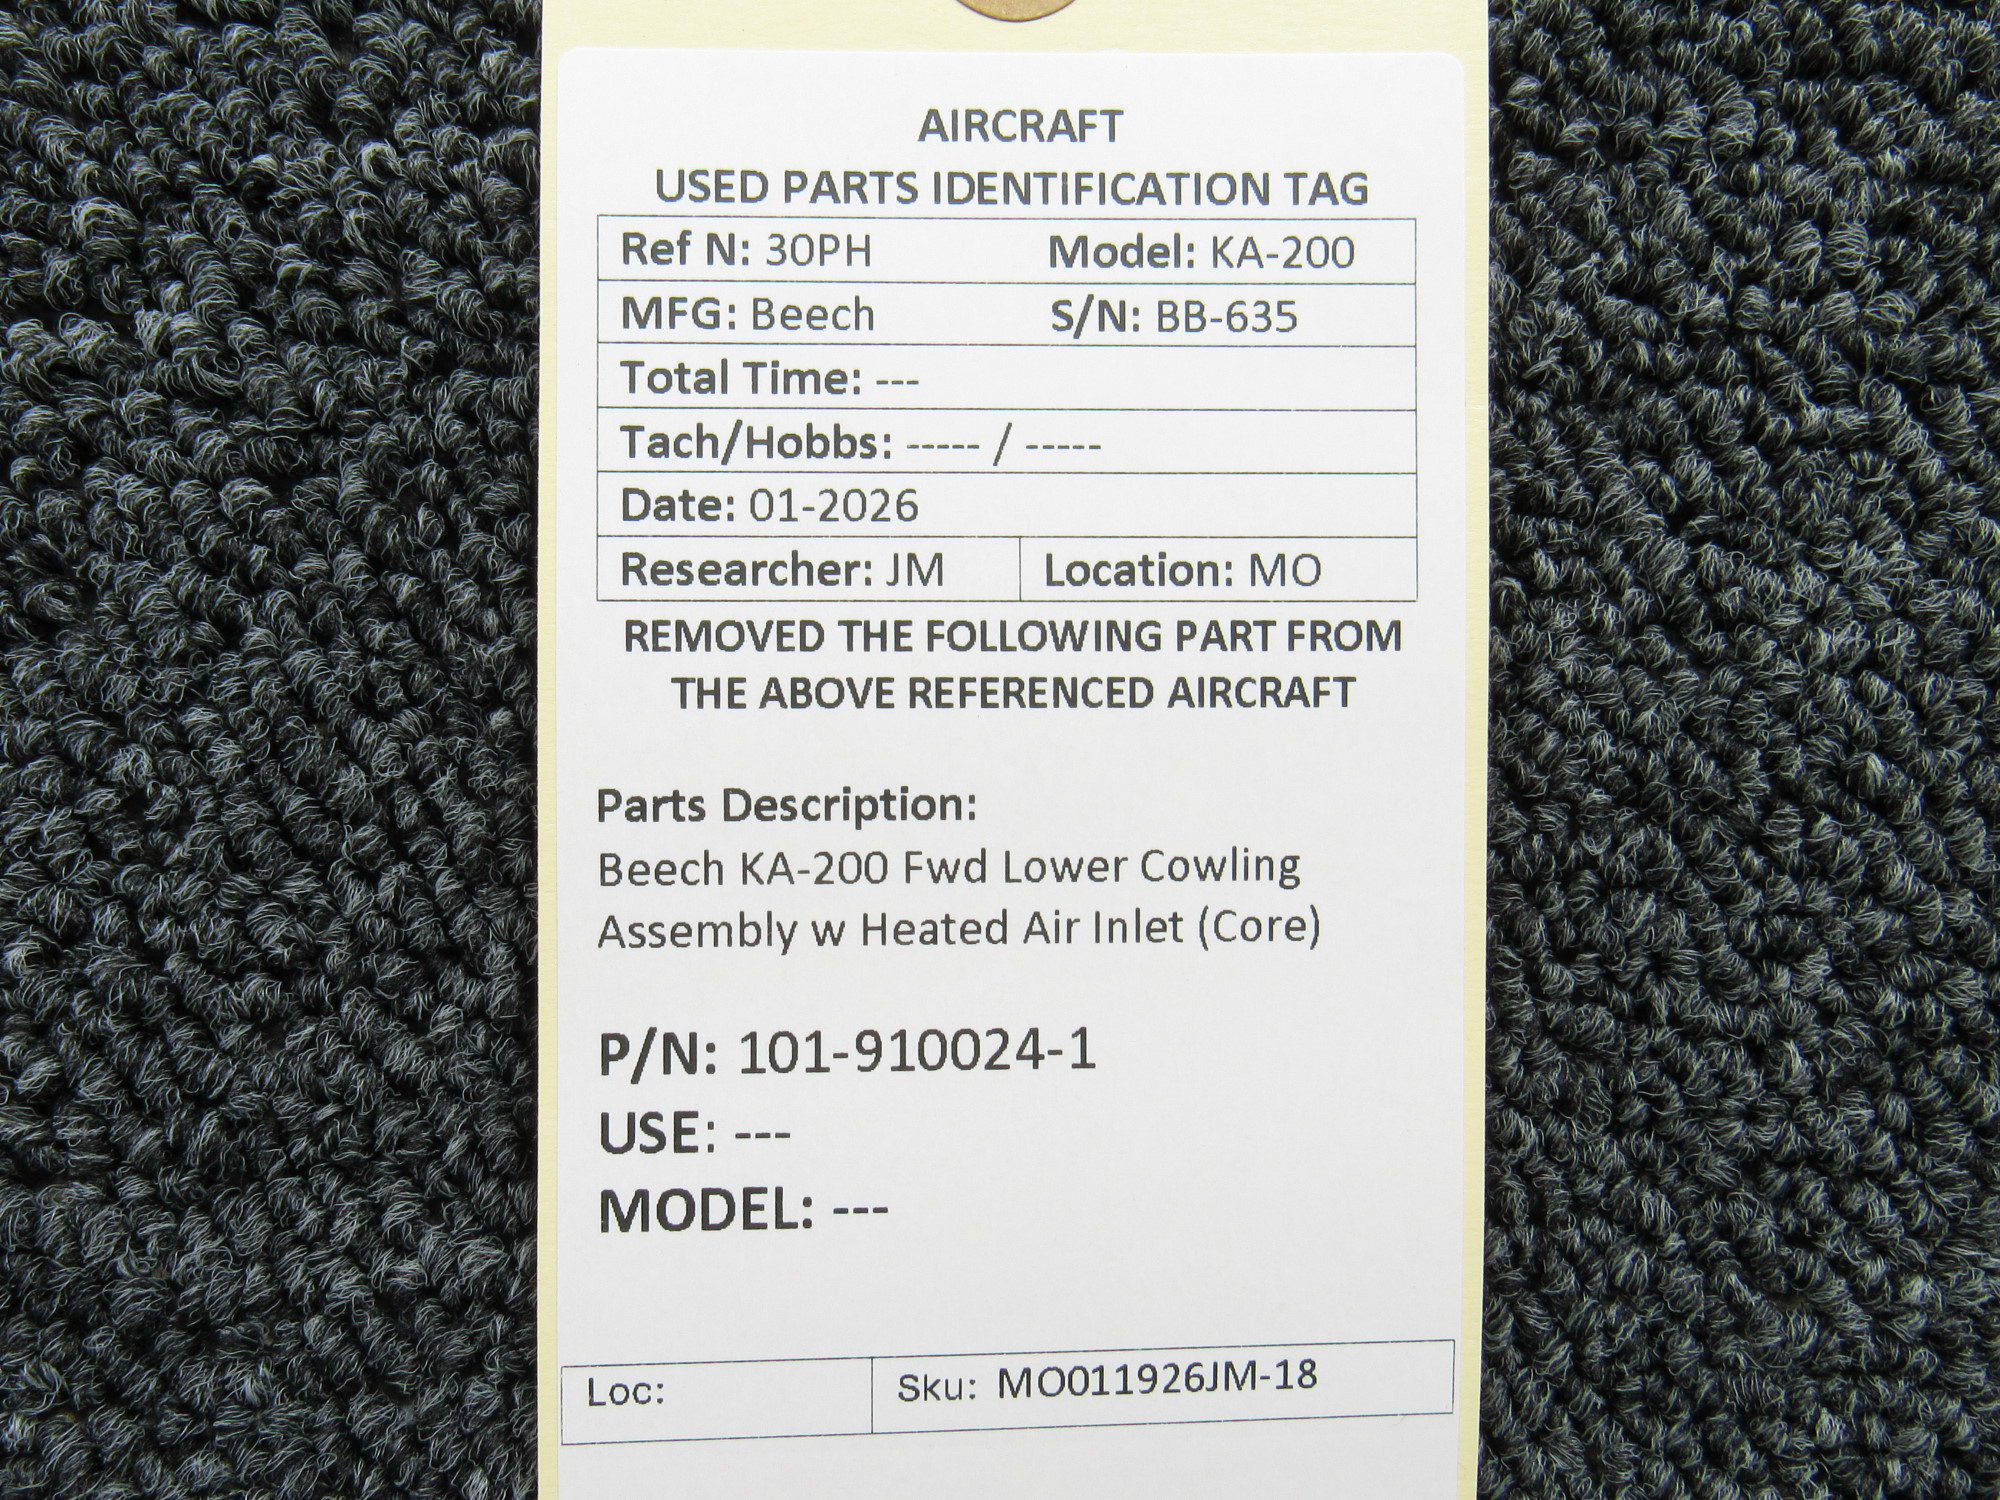 AIRCRAFT
USED PARTS IDENTIFICATION TAG
Ref N: 30PH Model: KA-200
MFG: Beech S/N: BB-635
Total Time: ---
Tach/Hobbs: ----- / -----
Date: 01-2026
Researcher: JM Location: MO
REMOVED THE FOLLOWING PART FROM
THE ABOVE REFERENCED AIRCRAFT
Parts Description:
Beech KA-200 Fwd Lower Cowling
Assembly w Heated Air Inlet (Core)
P/N: 101-910024-1
USE: ---
MODEL: ---
Loc: Sku: MO011926JM-18